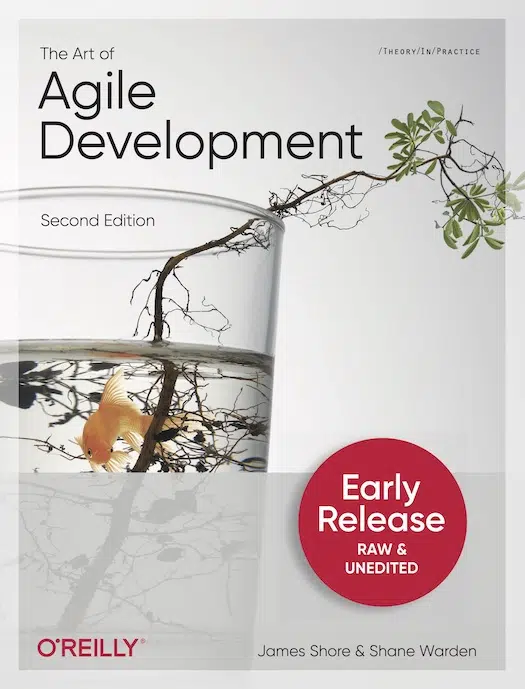 The Art of
/THEORY/IN/PRACTICE
Agile
Development
Second Edition
Early
Release
RAW &
UNEDITED
O'REILLY®
James Shore & Shane Warden